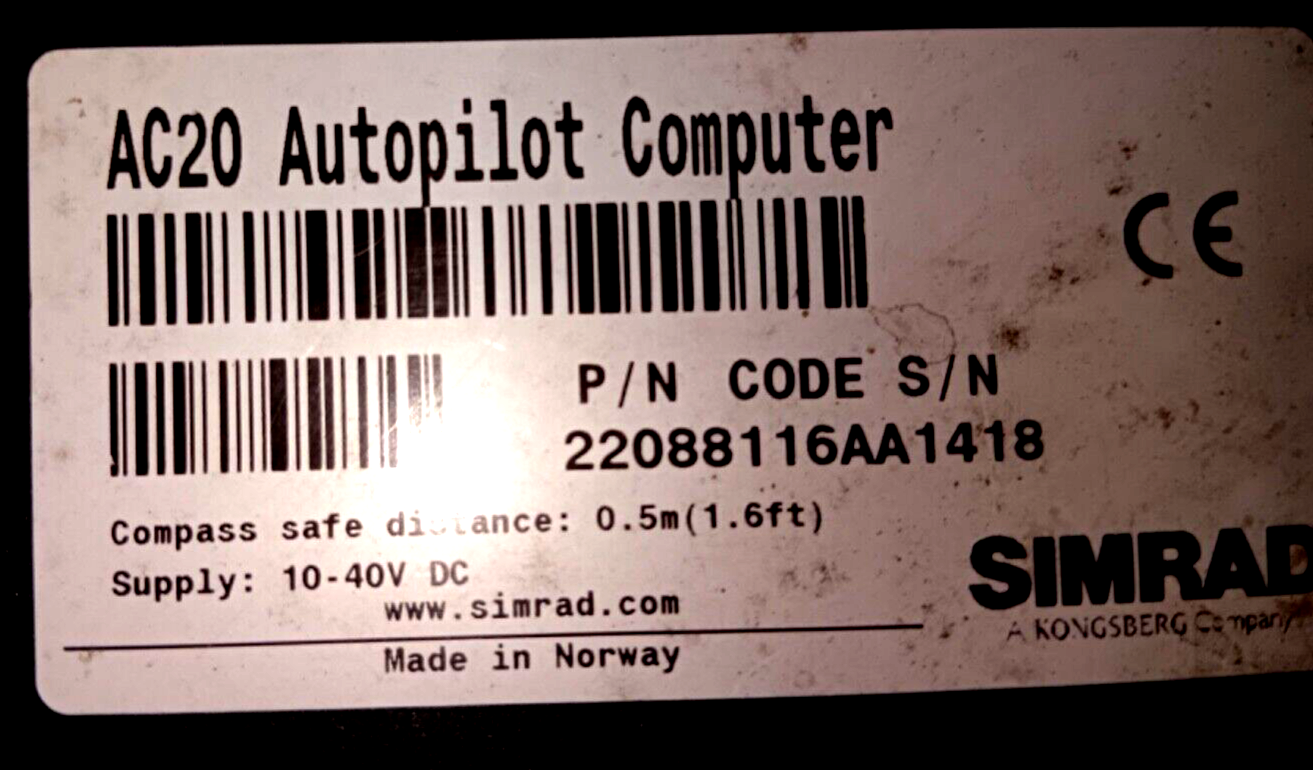 AC20 Autopilot Computer
CE
P/N CODE S/N
22088116AA1418
Compass safe distance: 0.5m(1.6ft)
Supply: 10-40V DC
www.simrad.com
SIMRAD
A KONGSBERG Company
Made in Norway